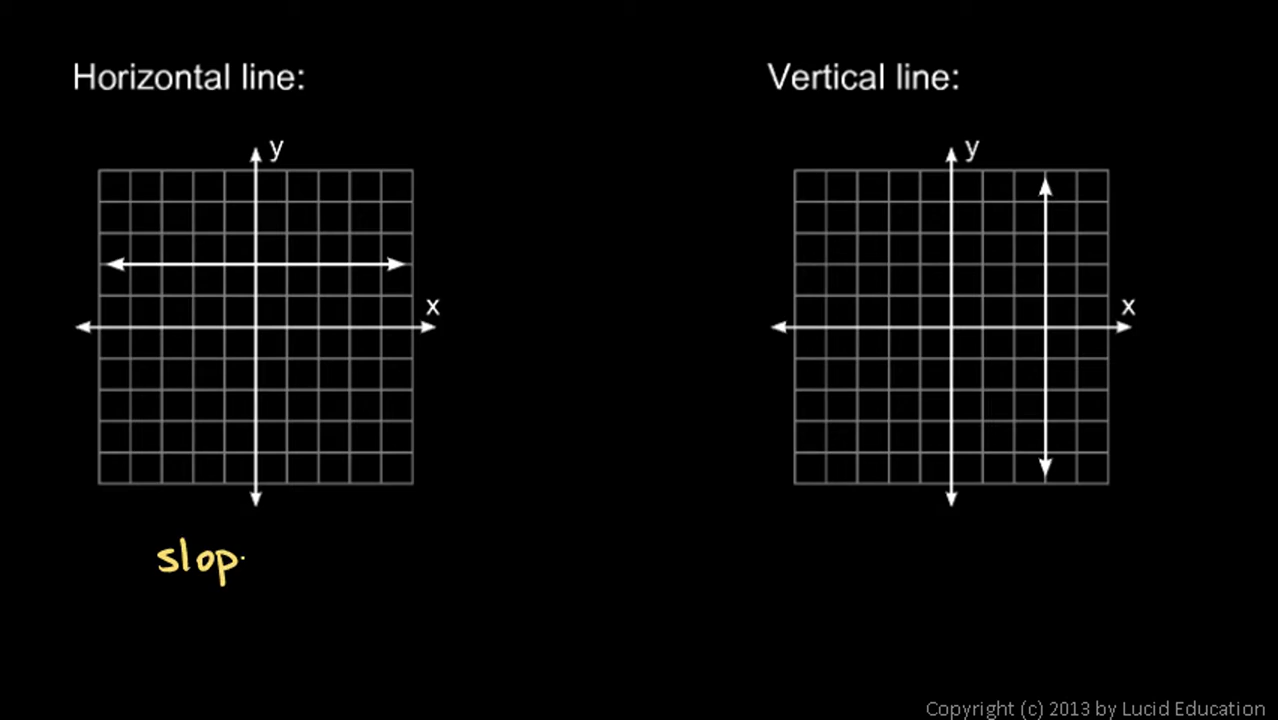 Horizontal line:
Vertical line:
y
y
x
x
slop
Copyright (c) 2013 by Lucid Education